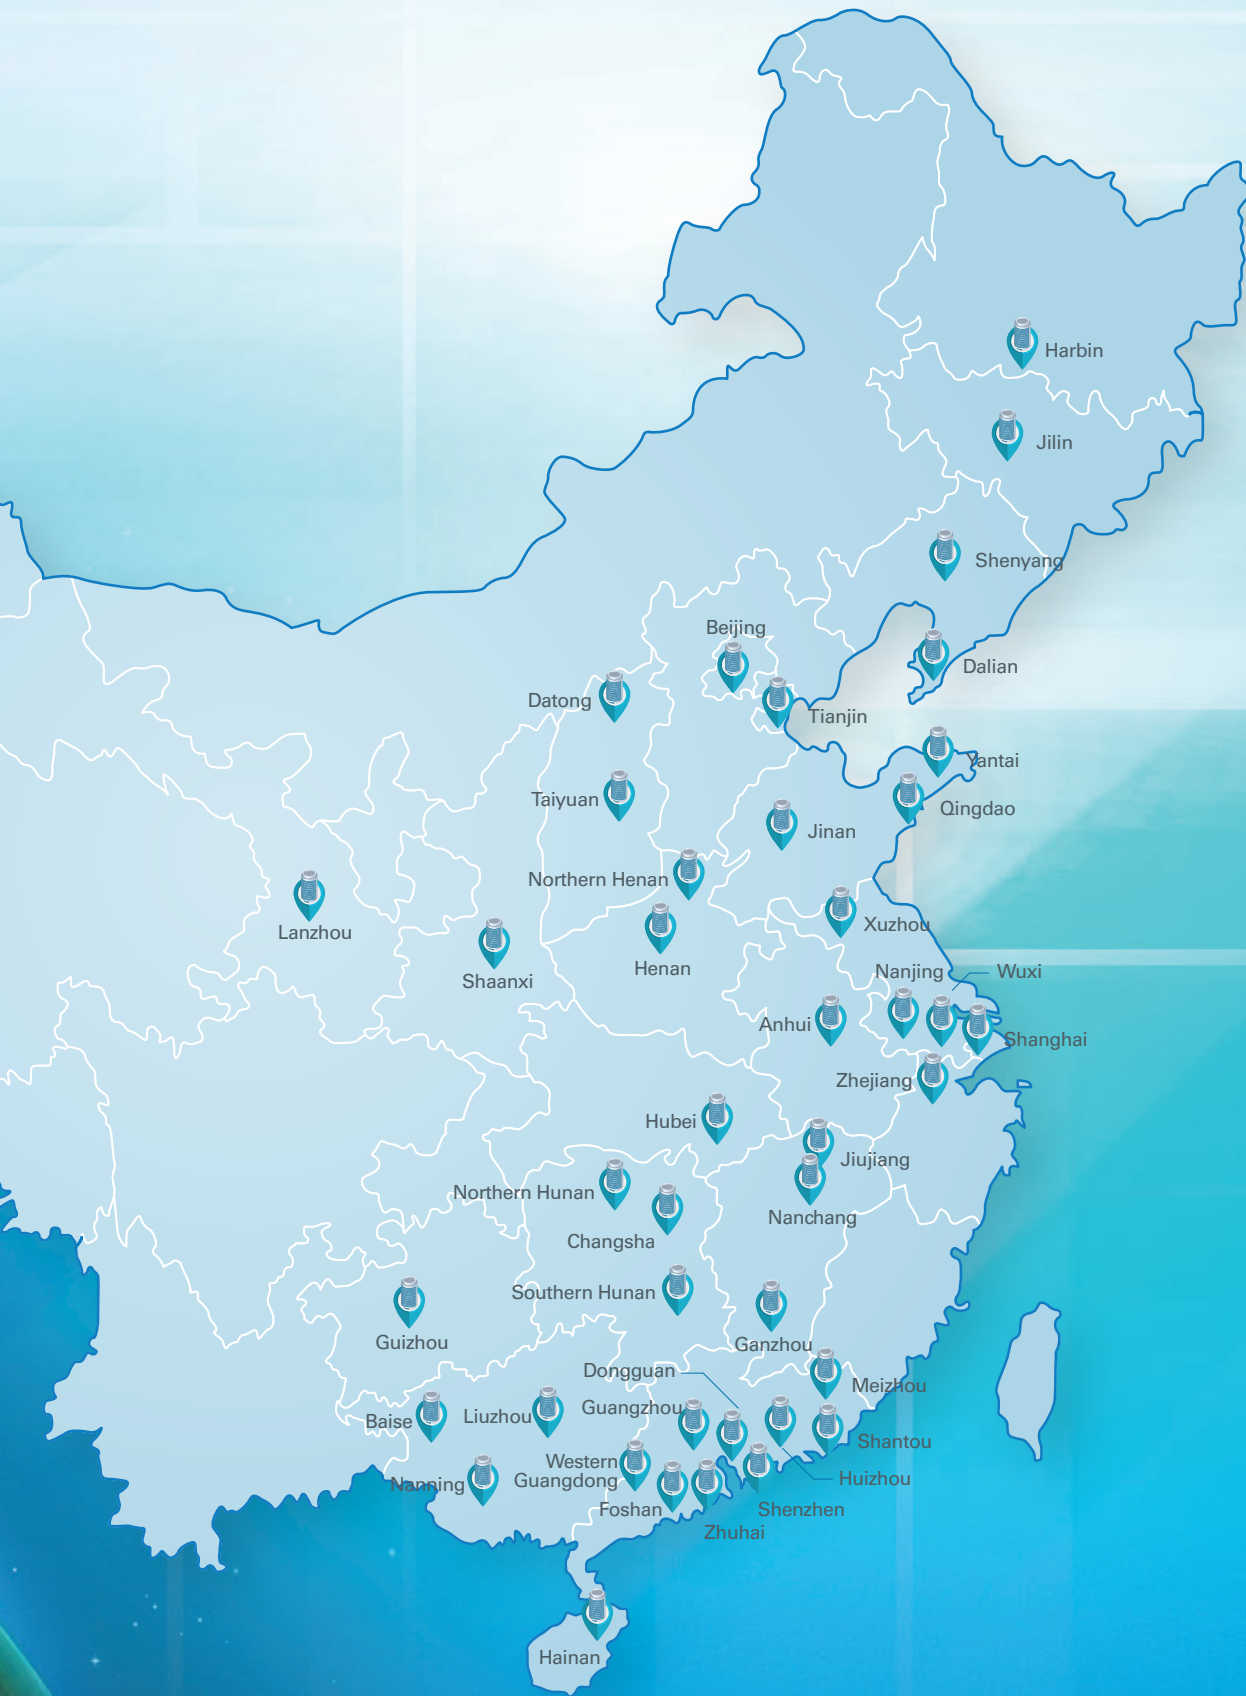 Harbin
Jilin
Shenyang
Beijing
Dalian
Datong
Tianjin
Yantai
Taiyuan
Qingdao
Jinan
Northern Henan
Xuzhou
Lanzhou
Henan
Nanjing
Wuxi
Shaanxi
Anhui
Shanghai
Zhejiang
Hubei
Jiujiang
Northern Hunan
Nanchang
Changsha
Southern Hunan
Guizhou
Ganzhou
Dongguan
Meizhou
Guangzhou
Baise
Liuzhou
Shantou
Western
Guangdong
Huizhou
Nanning
Foshan
Shenzhen
Zhuhai
Hainan